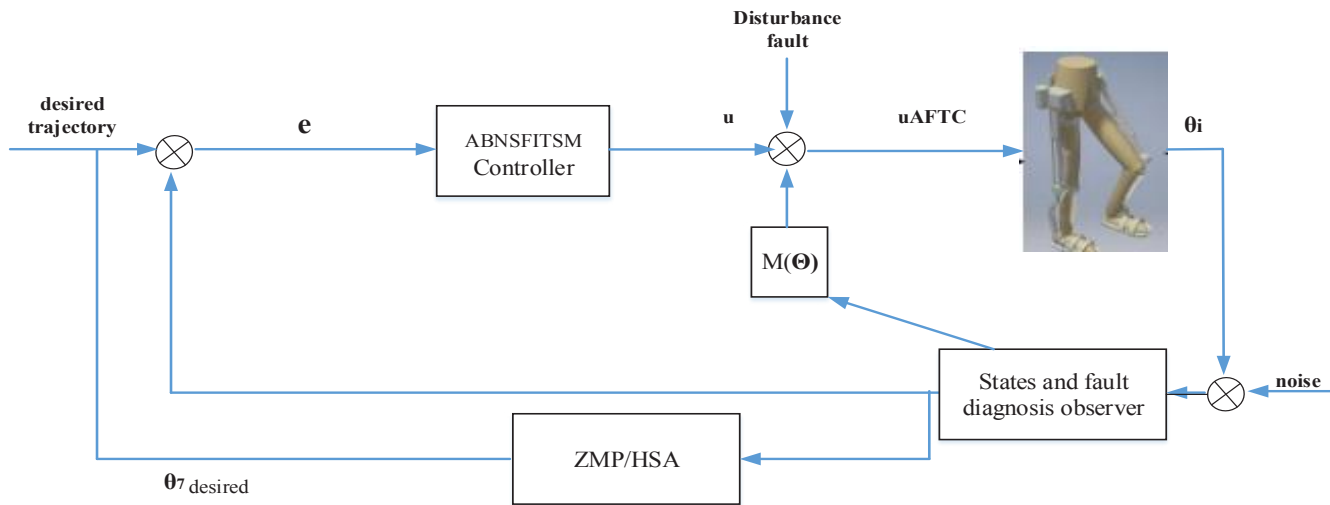 Disturbance
fault
desired
trajectory
e
ABNSFITSM
Controller
u
uAFTC
θi
M(Θ)
States and fault
diagnosis observer
noise
ZMP/HSA
θ7 desired